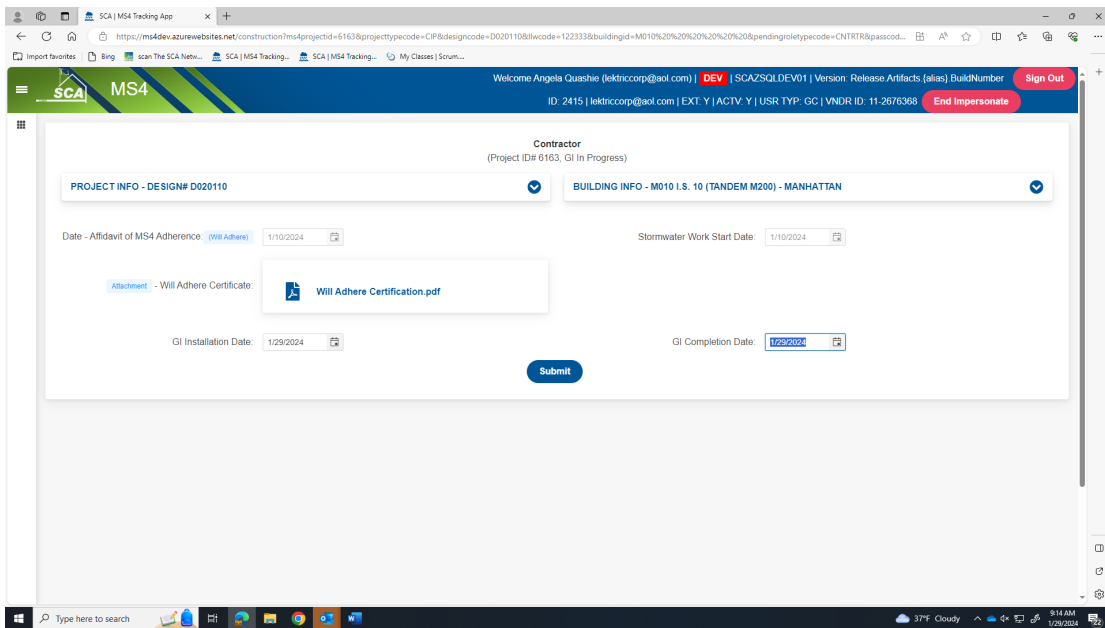 SCA | MS4 Tracking App
https://ms4dev.azurewebsites.net/construction?ms4projectid=6163&projecttypecode=CIP&designcode=D020110&llwcode=122333&buildingid=M010%20%20%20%20%20%20&pendingroletypecode=CNTRTR&passcod...
Import favorites
Bing
scan The SCA Netw...
SCA | MS4 Tracking...
SCA | MS4 Tracking...
My Classes | Scrum....
SCA
MS4
Welcome Angela Quashie (lektriccorp@aol.com) | DEV | SCAZSQLDEV01 | Version: Release.Artifacts.{alias}.BuildNumber
Sign Out
ID: 2415 | lektriccorp@aol.com | EXT: Y | ACTV: Y | USR TYP: GC | VNDR ID: 11-2676368
End Impersonate
Contractor
(Project ID# 6163, GI In Progress)
PROJECT INFO - DESIGN# D020110
BUILDING INFO - M010 I.S. 10 (TANDEM M200) - MANHATTAN
Date - Affidavit of MS4 Adherence: (Will Adhere) 1/10/2024
Stormwater Work Start Date: 1/10/2024
Attachment - Will Adhere Certificate:
Will Adhere Certification.pdf
GI Installation Date: 1/29/2024
GI Completion Date: 1/29/2024
Submit
Type here to search
37°F Cloudy
9:14 AM
1/29/2024
22